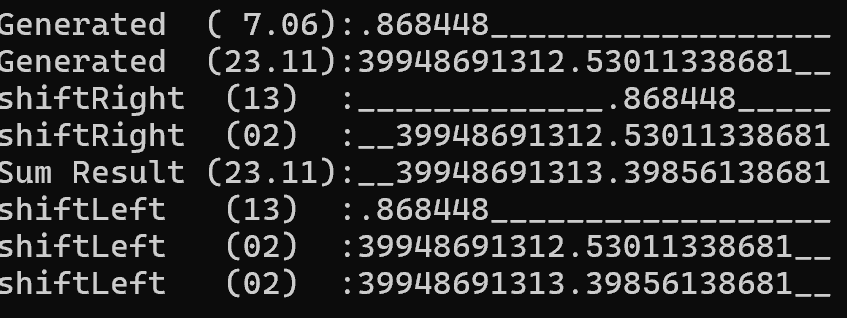 Generated  ( 7.06):.868448__________________
Generated  (23.11):39948691312.53011338681__
shiftRight  (13)  :_____________.868448_____
shiftRight  (02)  :__39948691312.53011338681
Sum Result (23.11):__39948691313.39856138681
shiftLeft   (13)  :.868448__________________
shiftLeft   (02)  :39948691312.53011338681__
shiftLeft   (02)  :39948691313.39856138681__